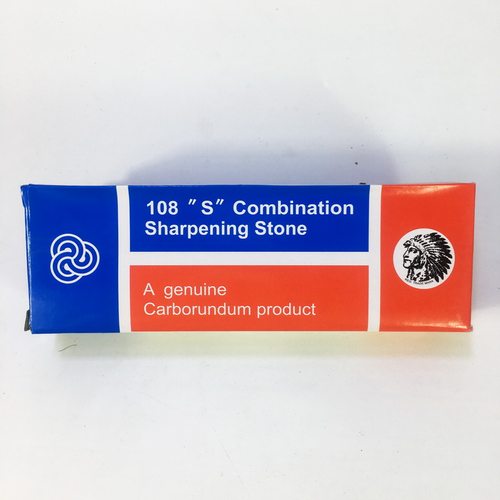 108 "S" Combination
Sharpening Stone
A genuine
Carborundum product